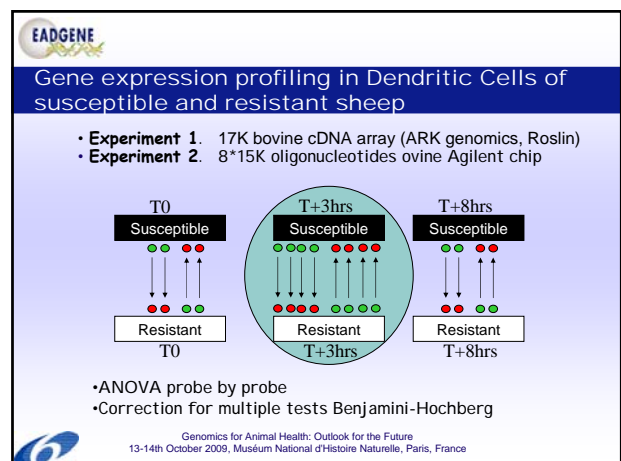 EADGENE
Gene expression profiling in Dendritic Cells of
susceptible and resistant sheep
• Experiment 1. 17K bovine cDNA array (ARK genomics, Roslin)
• Experiment 2. 8*15K oligonucleotides ovine Agilent chip
T0 T+3hrs T+8hrs
Susceptible Susceptible Susceptible
Resistant Resistant Resistant
T0 T+3hrs T+8hrs
•ANOVA probe by probe
•Correction for multiple tests Benjamini-Hochberg
Genomics for Animal Health: Outlook for the Future
13-14th October 2009, Muséum National d'Histoire Naturelle, Paris, France